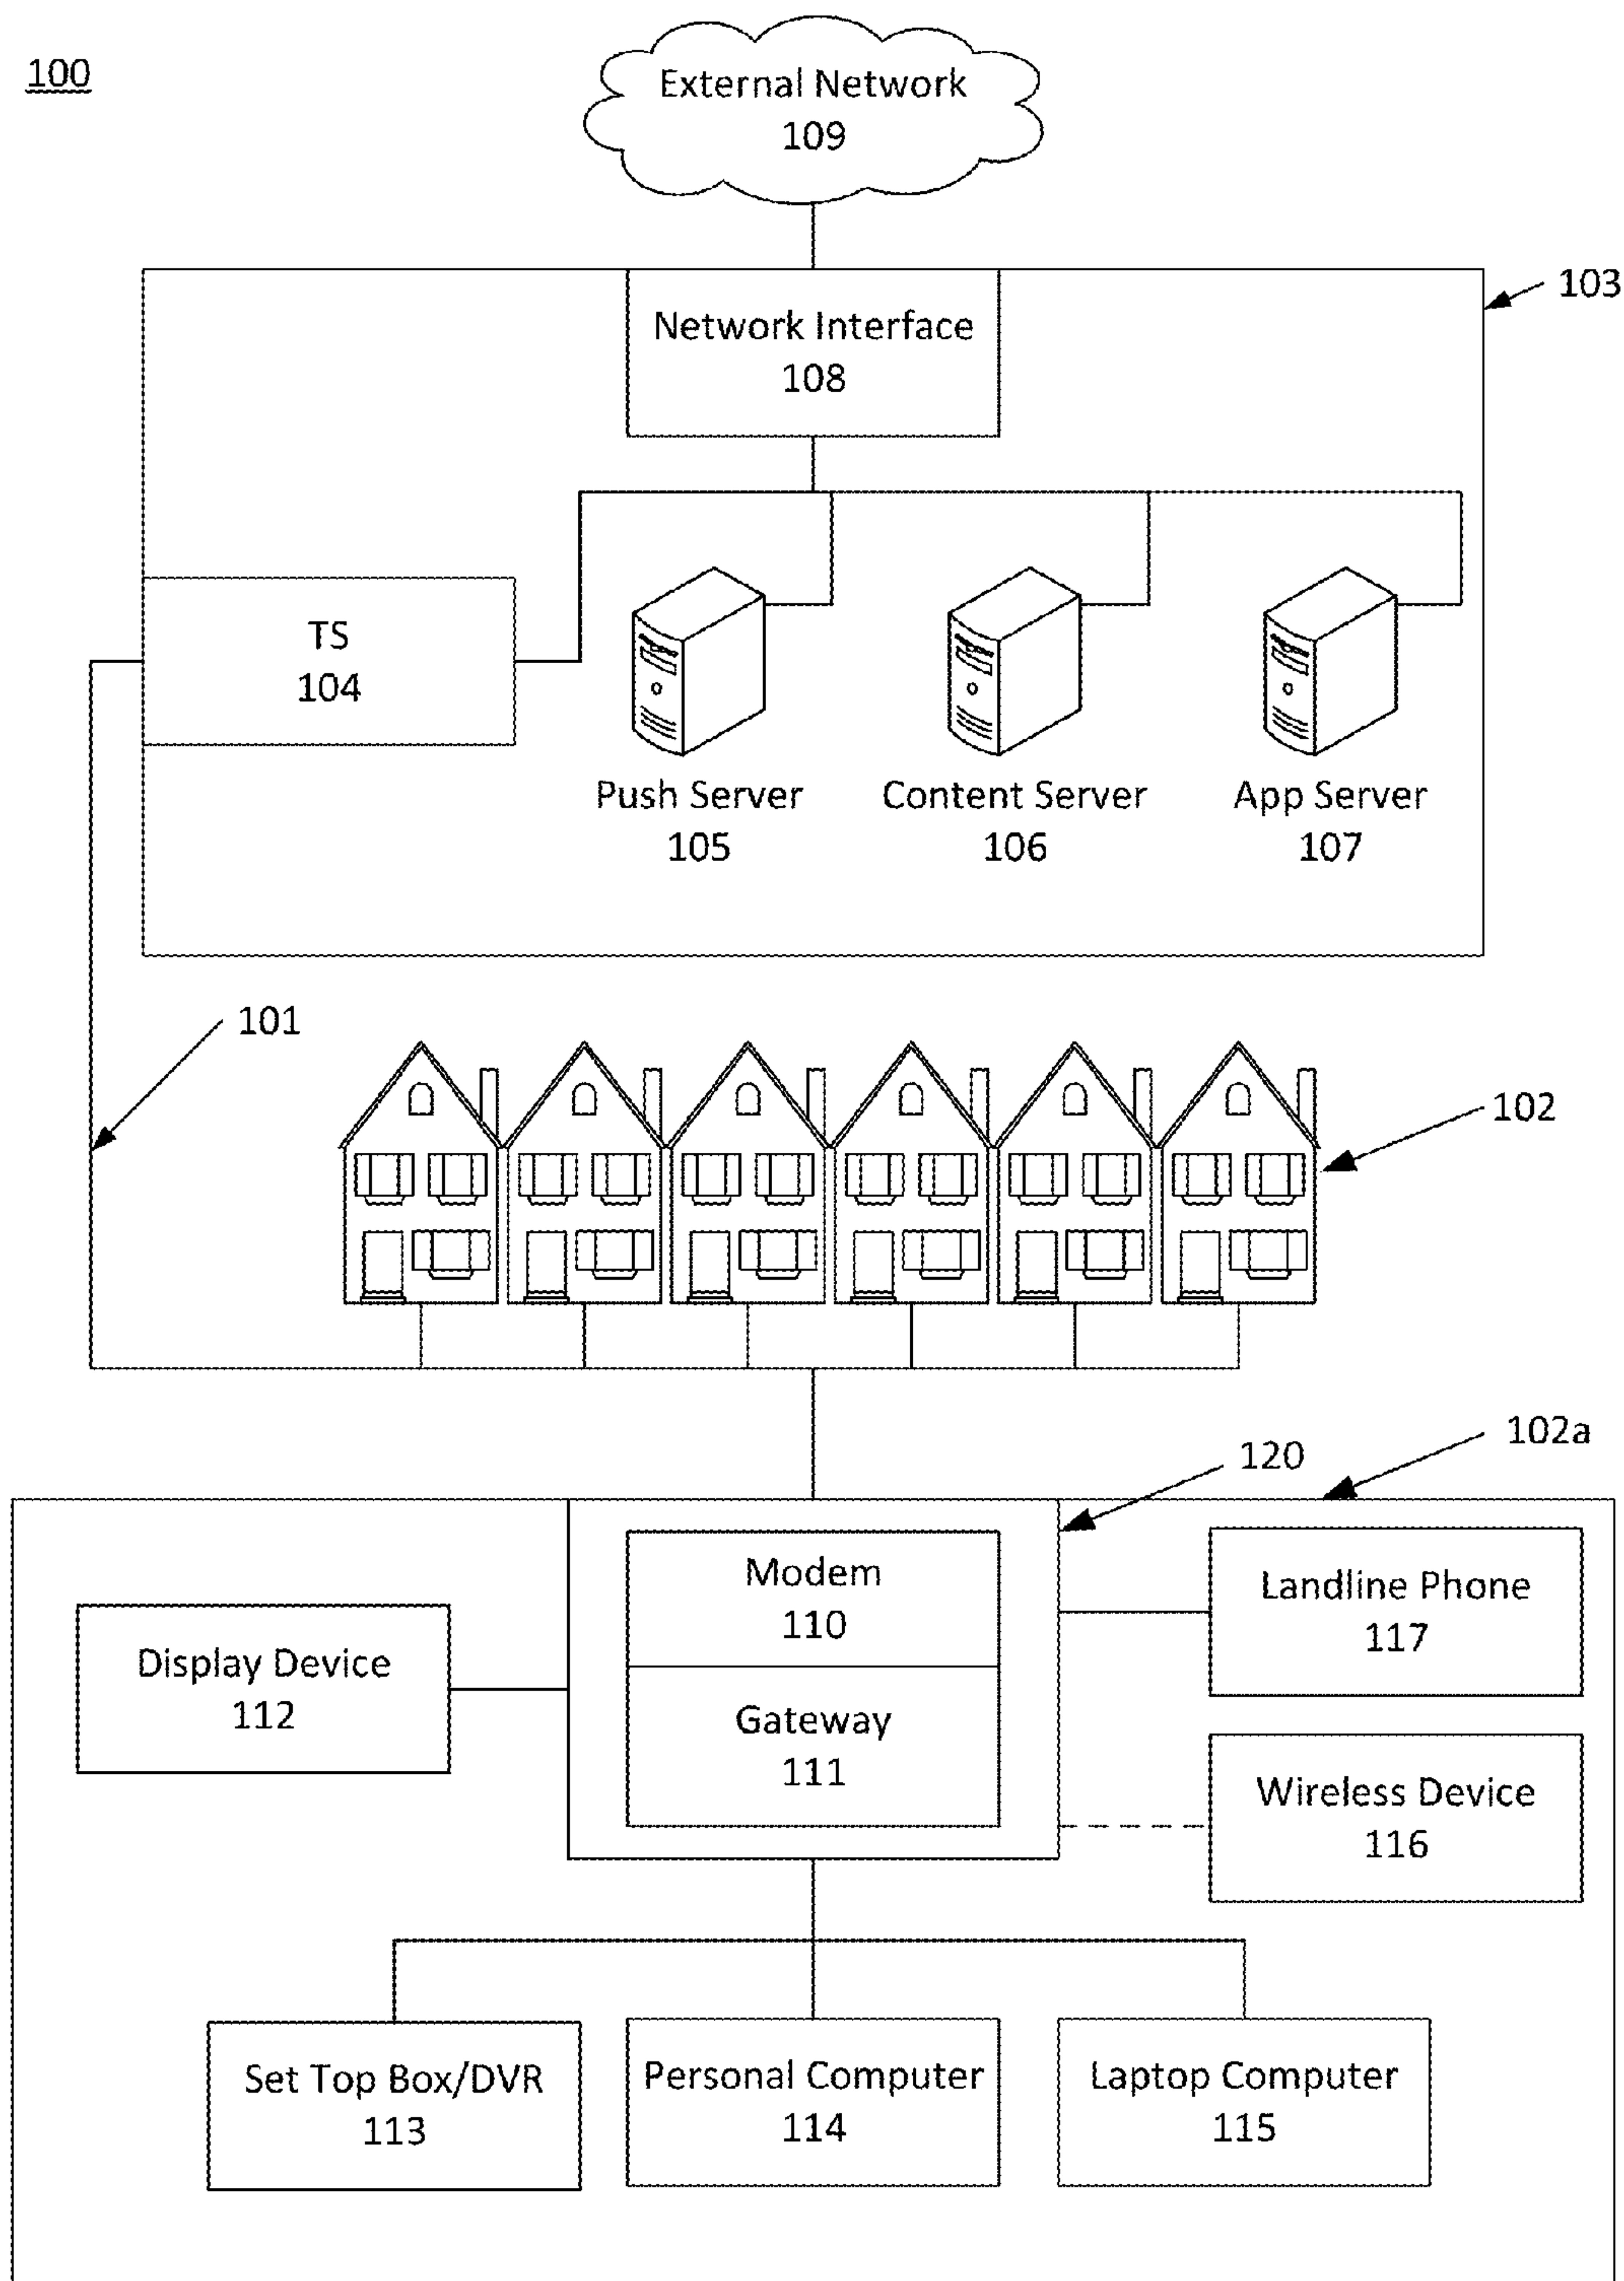 100
External Network
109
103
Network Interface
108
TS
104
Push Server
105
Content Server
106
App Server
107
101
102
102a
120
Modem
110
Landline Phone
117
Display Device
112
Gateway
111
Wireless Device
116
Set Top Box/DVR
113
Personal Computer
114
Laptop Computer
115